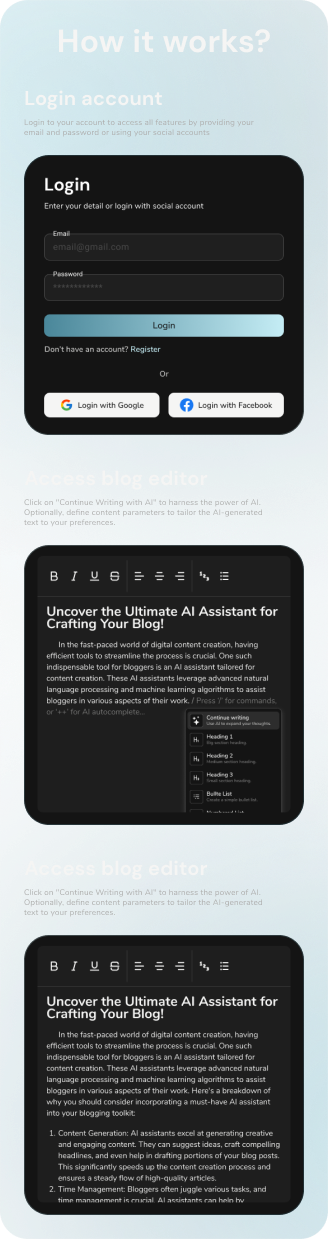 How it works?
Login account
Login to your account to access all features by providing your
email and password or using your social accounts
Login
Enter your detail or login with social account
Email
email@gmail.com
Password
************
Login
Don't have an account? Register
Or
Login with Google
Login with Facebook
Access blog editor
Click on "Continue Writing with AI" to harness the power of AI.
Optionally, define content parameters to tailor the AI-generated
text to your preferences.
B I U S
Uncover the Ultimate AI Assistant for
Crafting Your Blog!
In the fast-paced world of digital content creation, having
efficient tools to streamline the process is crucial. One such
indispensable tool for bloggers is an AI assistant tailored for
content creation. These AI assistants leverage advanced natural
language processing and machine learning algorithms to assist
bloggers in various aspects of their work. / Press '/' for commands,
or '++' for AI autocomplete...
Continue writing
Use AI to expand your thoughts.
H₁ Heading 1
Big section heading.
H₂ Heading 2
Medium section heading.
H₃ Heading 3
Small section heading.
Bullte List
Create a simple bullet list.
Numbered List
Access blog editor
Click on "Continue Writing with AI" to harness the power of AI.
Optionally, define content parameters to tailor the AI-generated
text to your preferences.
B I U S
Uncover the Ultimate AI Assistant for
Crafting Your Blog!
In the fast-paced world of digital content creation, having
efficient tools to streamline the process is crucial. One such
indispensable tool for bloggers is an AI assistant tailored for
content creation. These AI assistants leverage advanced natural
language processing and machine learning algorithms to assist
bloggers in various aspects of their work. Here's a breakdown of
why you should consider incorporating a must-have AI assistant
into your blogging toolkit:
1. Content Generation: AI assistants excel at generating creative
and engaging content. They can suggest ideas, craft compelling
headlines, and even help in drafting portions of your blog posts.
This significantly speeds up the content creation process and
ensures a steady flow of high-quality articles.
2. Time Management: Bloggers often juggle various tasks, and
time management is crucial. AI assistants can help by